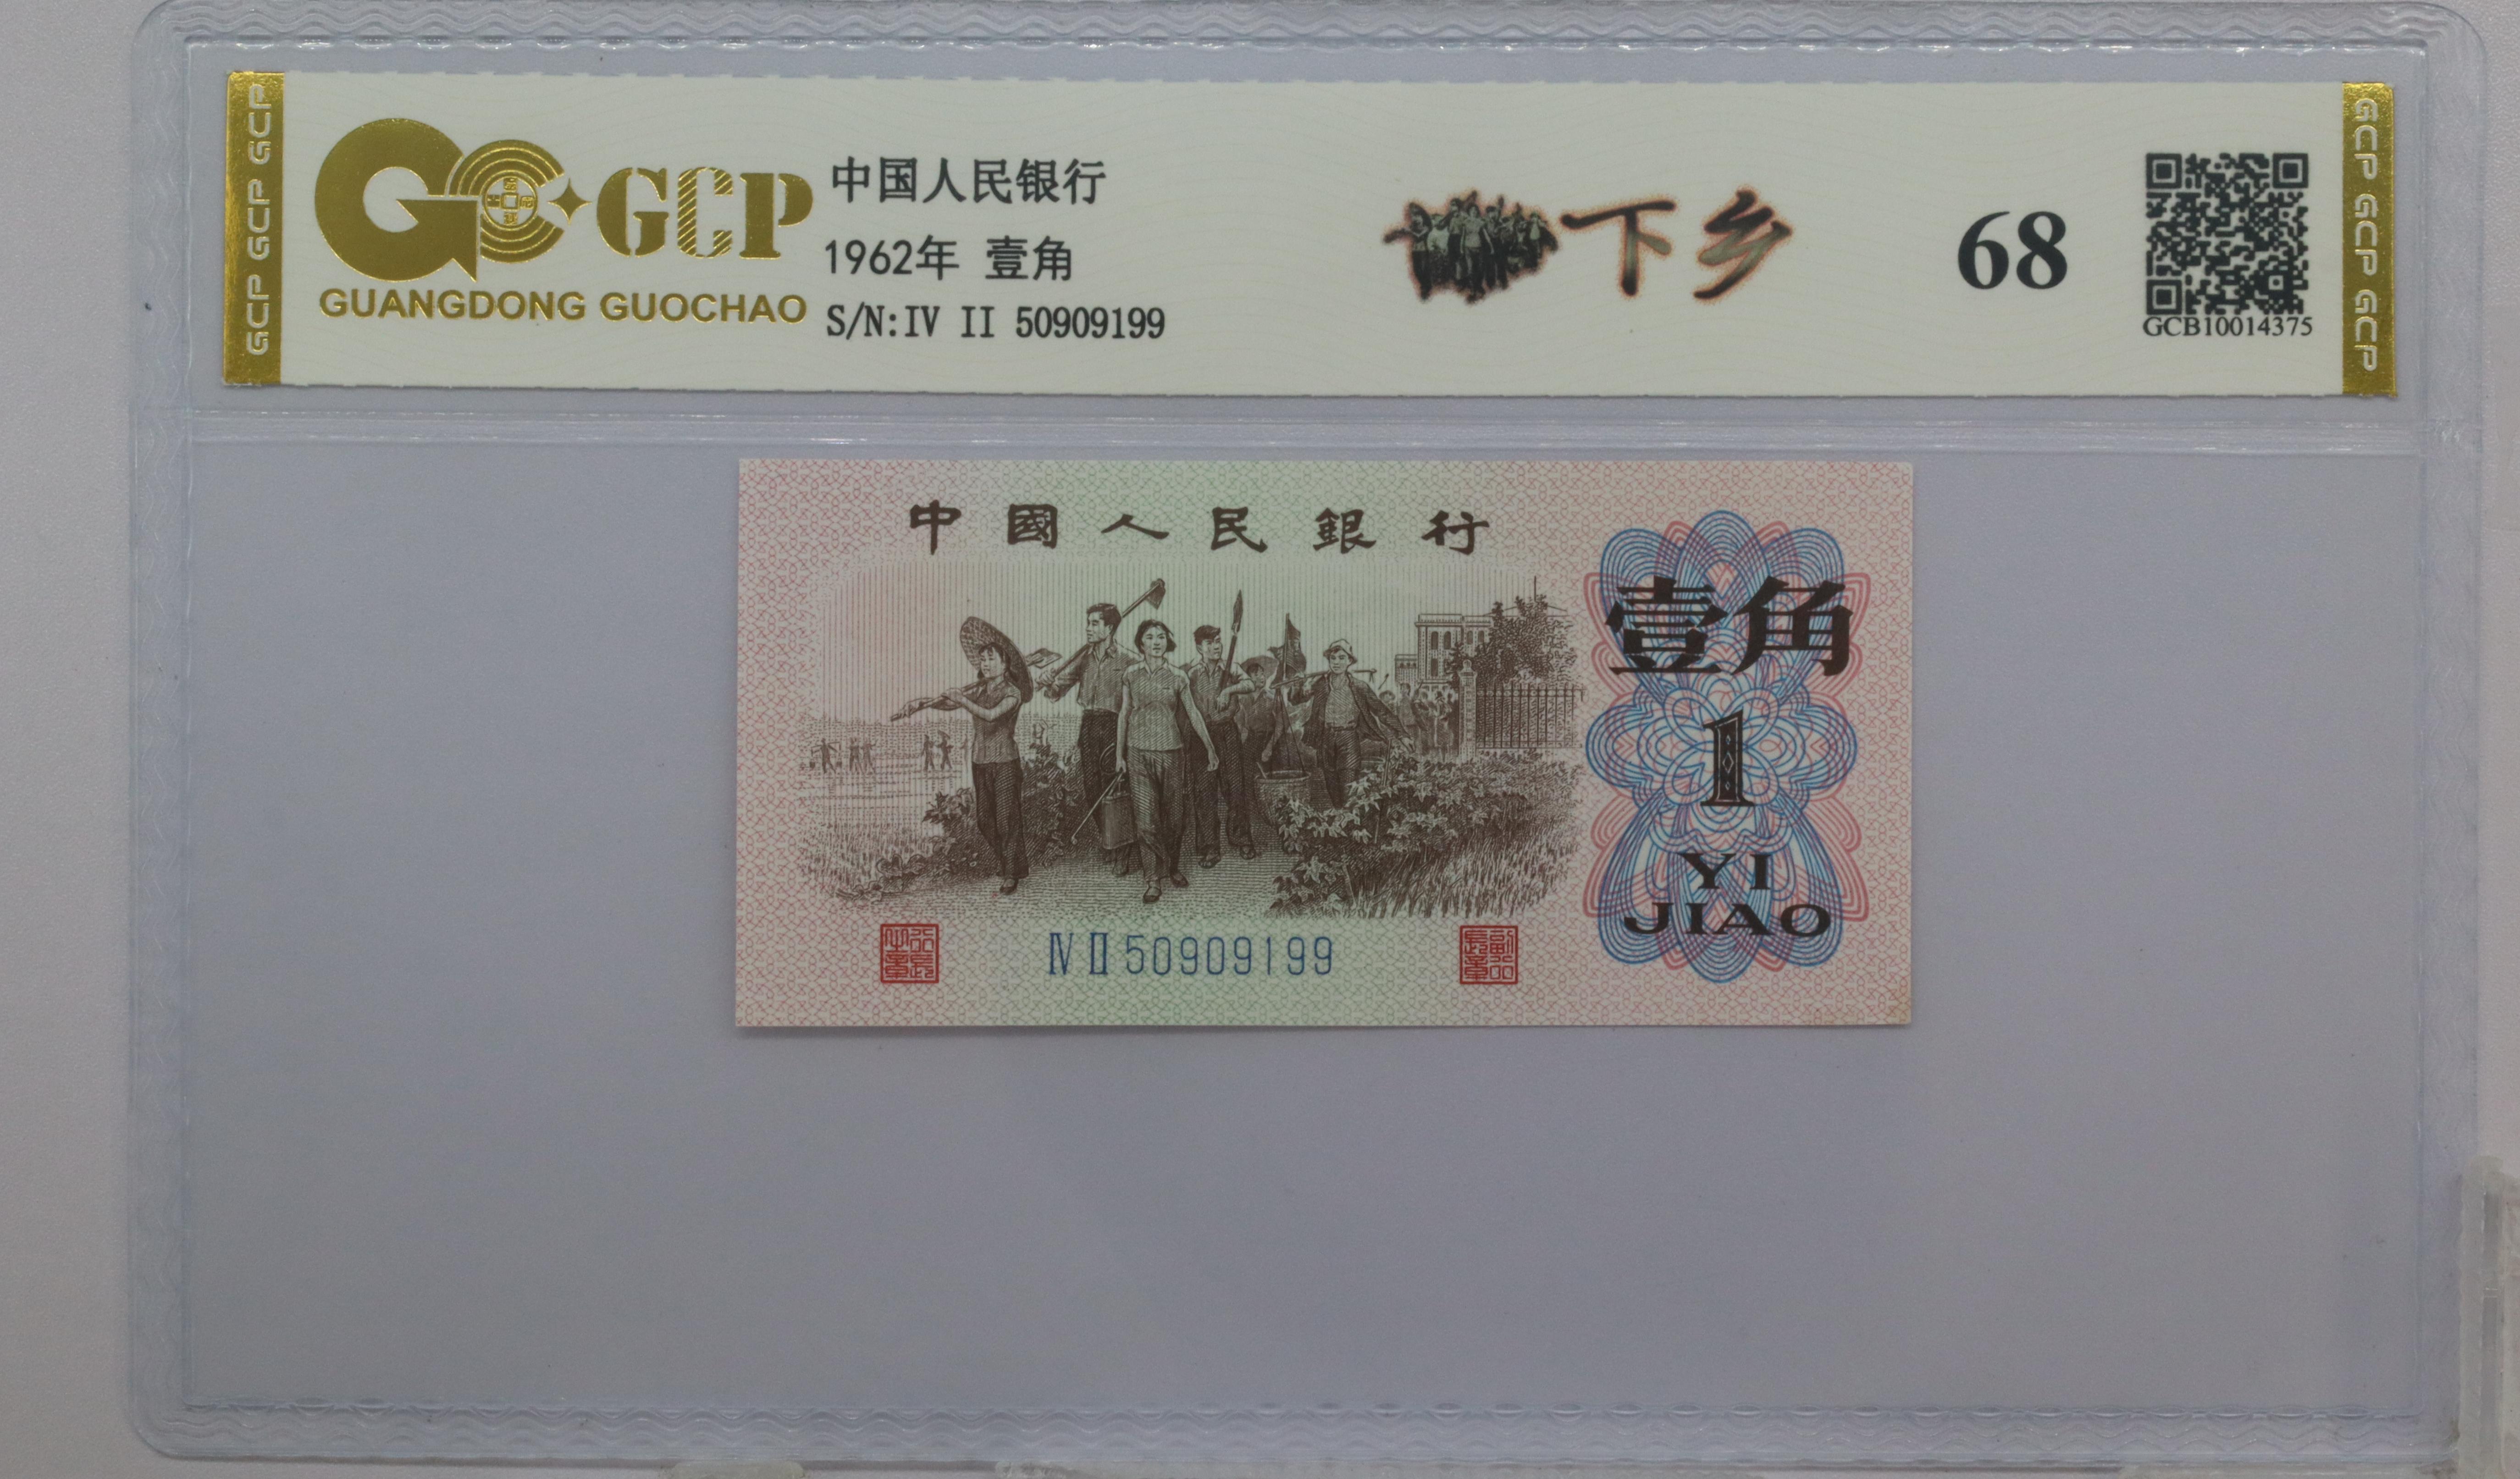 GCP GCP GCP
GCP
GUANGDONG GUOCHAO
中国人民银行
1962年 壹角
S/N:IV II 50909199
下乡
68
GCB10014375
GCP GCP GCP
中國人民銀行
壹角
1
YI
JIAO
Ⅳ Ⅱ 50909199